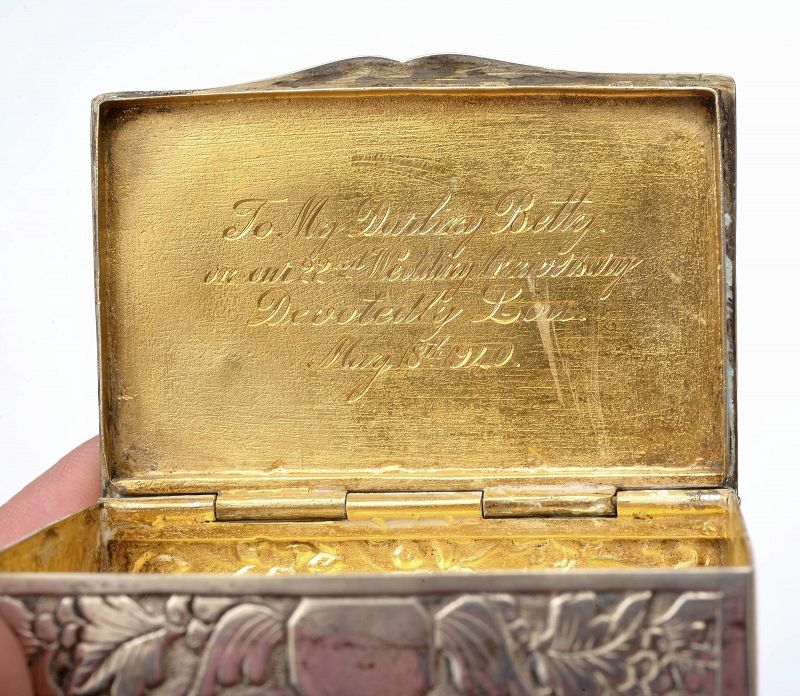 To My Darling Betty.
on our 22nd Wedding Anniversary
Devotedly Lou.
May 18th 1920.